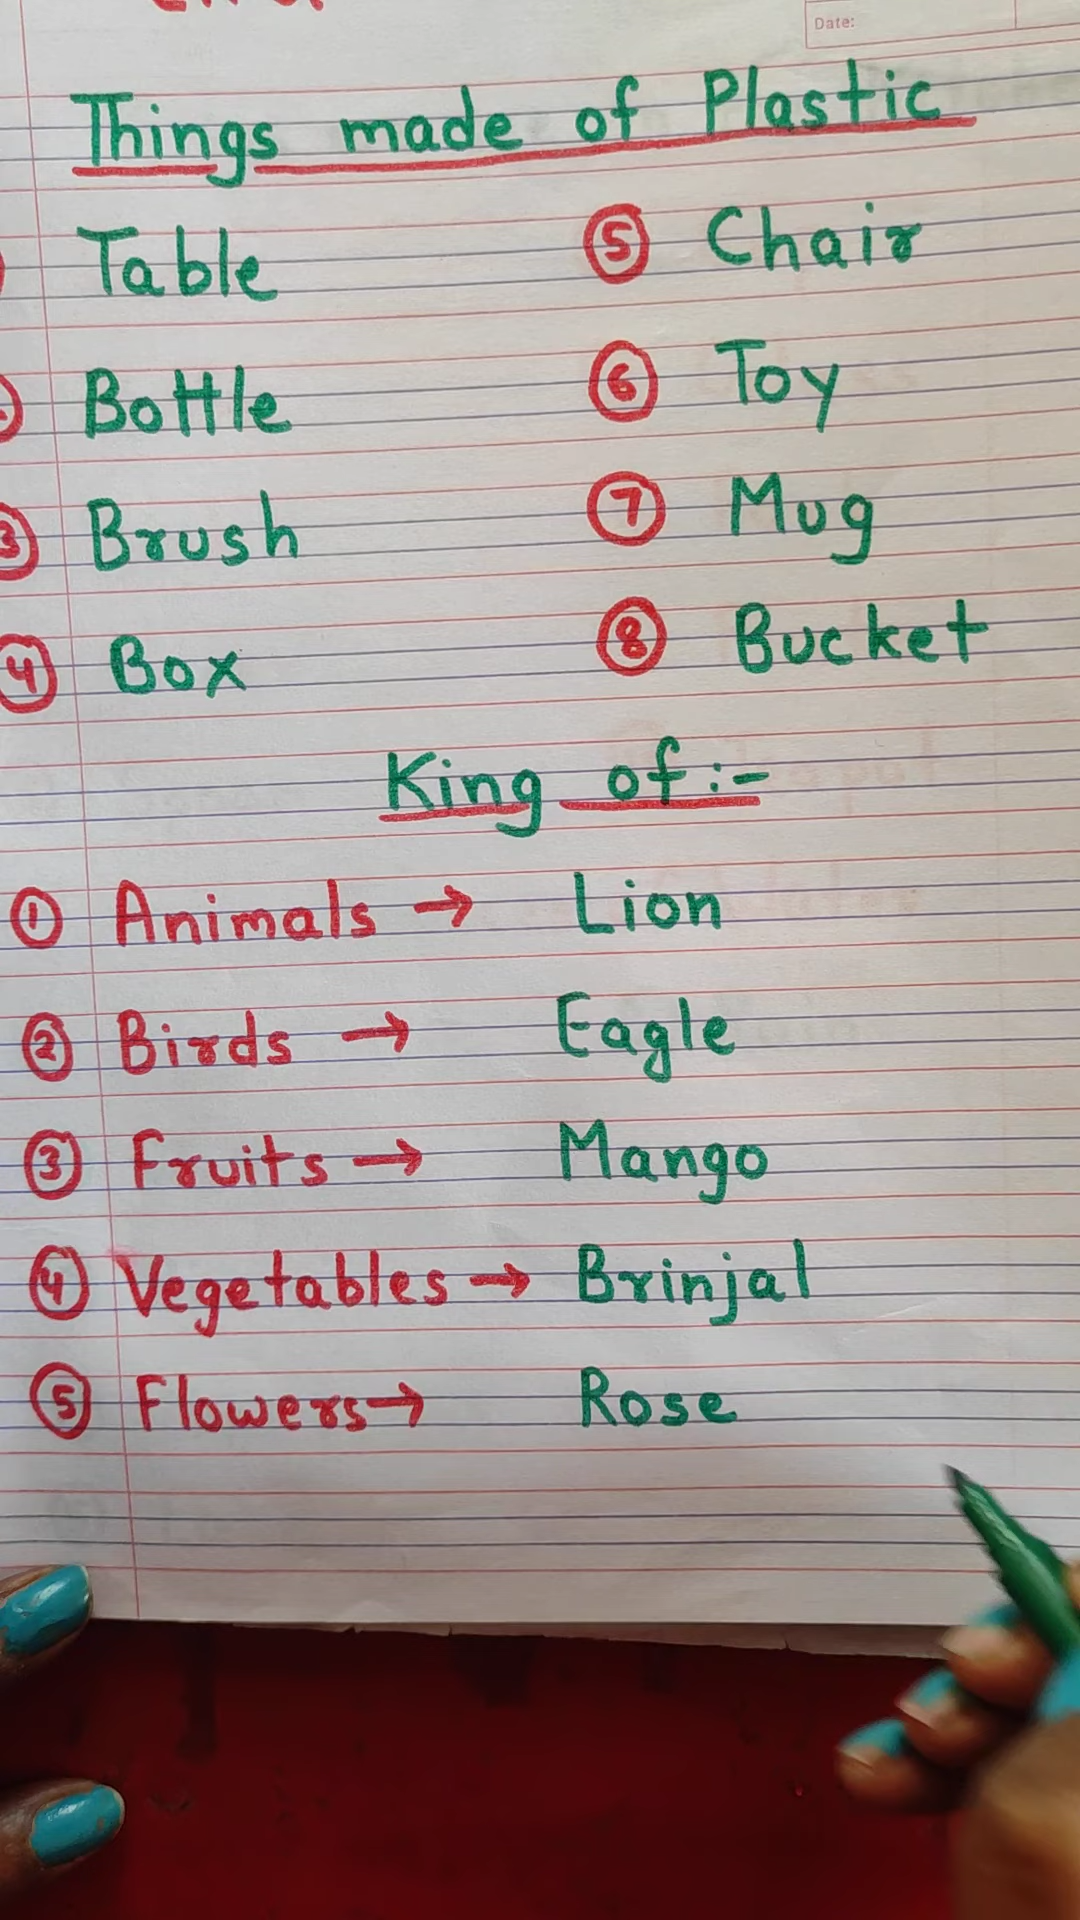 Date:
Things made of Plastic
Table
⑤ Chair
Bottle
⑥ Toy
③ Brush
⑦ Mug
④ Box
⑧ Bucket
King of :-
① Animals → Lion
② Birds → Eagle
③ Fruits → Mango
④ Vegetables → Brinjal
⑤ Flowers → Rose